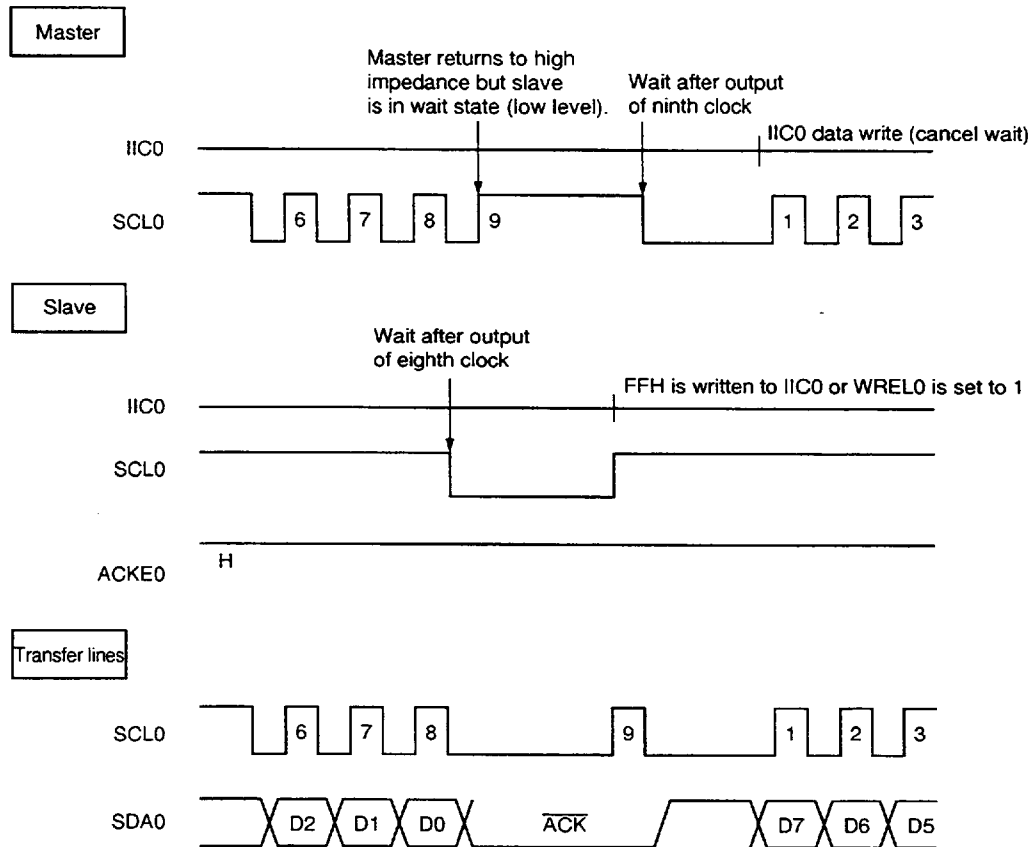 Master
Master returns to high
impedance but slave
is in wait state (low level).
Wait after output
of ninth clock
IIC0 data write (cancel wait)
IIC0
SCL0
6 7 8 9 1 2 3
Slave
Wait after output
of eighth clock
FFH is written to IIC0 or WREL0 is set to 1
IIC0
SCL0
H
ACKE0
Transfer lines
SCL0 6 7 8 9 1 2 3
SDA0 D2 D1 D0 ACK D7 D6 D5